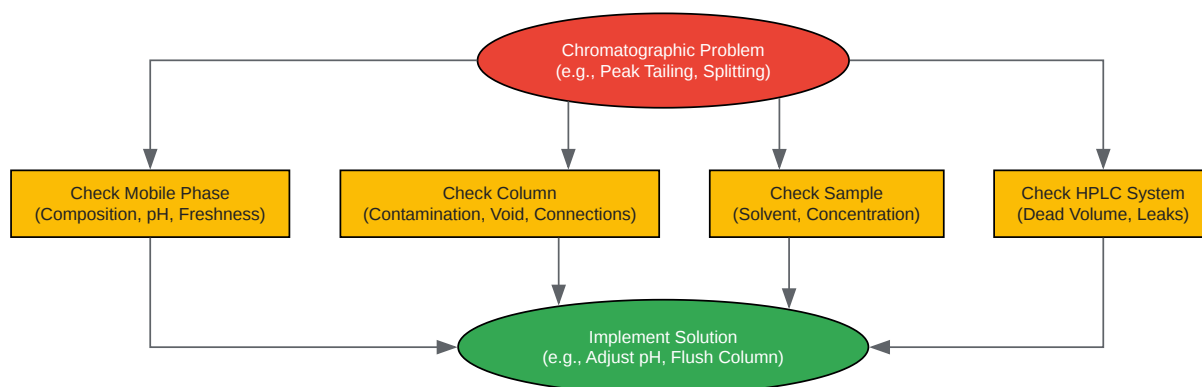 Chromatographic Problem
(e.g., Peak Tailing, Splitting)
Check Mobile Phase
(Composition, pH, Freshness)
Check Column
(Contamination, Void, Connections)
Check Sample
(Solvent, Concentration)
Check HPLC System
(Dead Volume, Leaks)
Implement Solution
(e.g., Adjust pH, Flush Column)